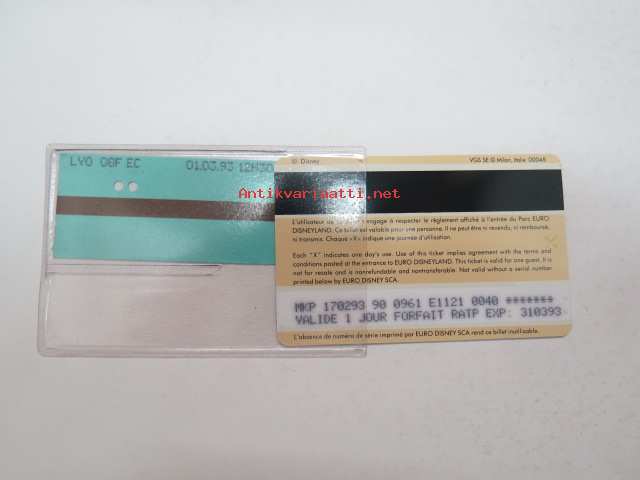 LYO 06F EC 01.03.93 12H30
© Disney VGS SE © Milan, Italie 00048
Antikvariaatti.net
L'utilisateur de ce billet s'engage à respecter le règlement affiché à l'entrée du Parc EURO
DISNEYLAND. Ce billet est valable pour une personne. Il ne peut être ni revendu, ni remboursé,
ni transmis. Chaque «X» indique une journée d'utilisation.
Each "X" indicates one day's use. Use of this ticket implies agreement with the terms and
conditions posted at the entrance to EURO DISNEYLAND. This ticket is valid for one guest. It is
not for resale and is nonrefundable and nontransferable. Not valid without a serial number
printed below by EURO DISNEY SCA.
MKP 170293 90 0961 E1121 0040 *******
VALIDE 1 JOUR FORFAIT RATP EXP: 310393
L'absence de numéro de série imprimé par EURO DISNEY SCA rend ce billet inutilisable.